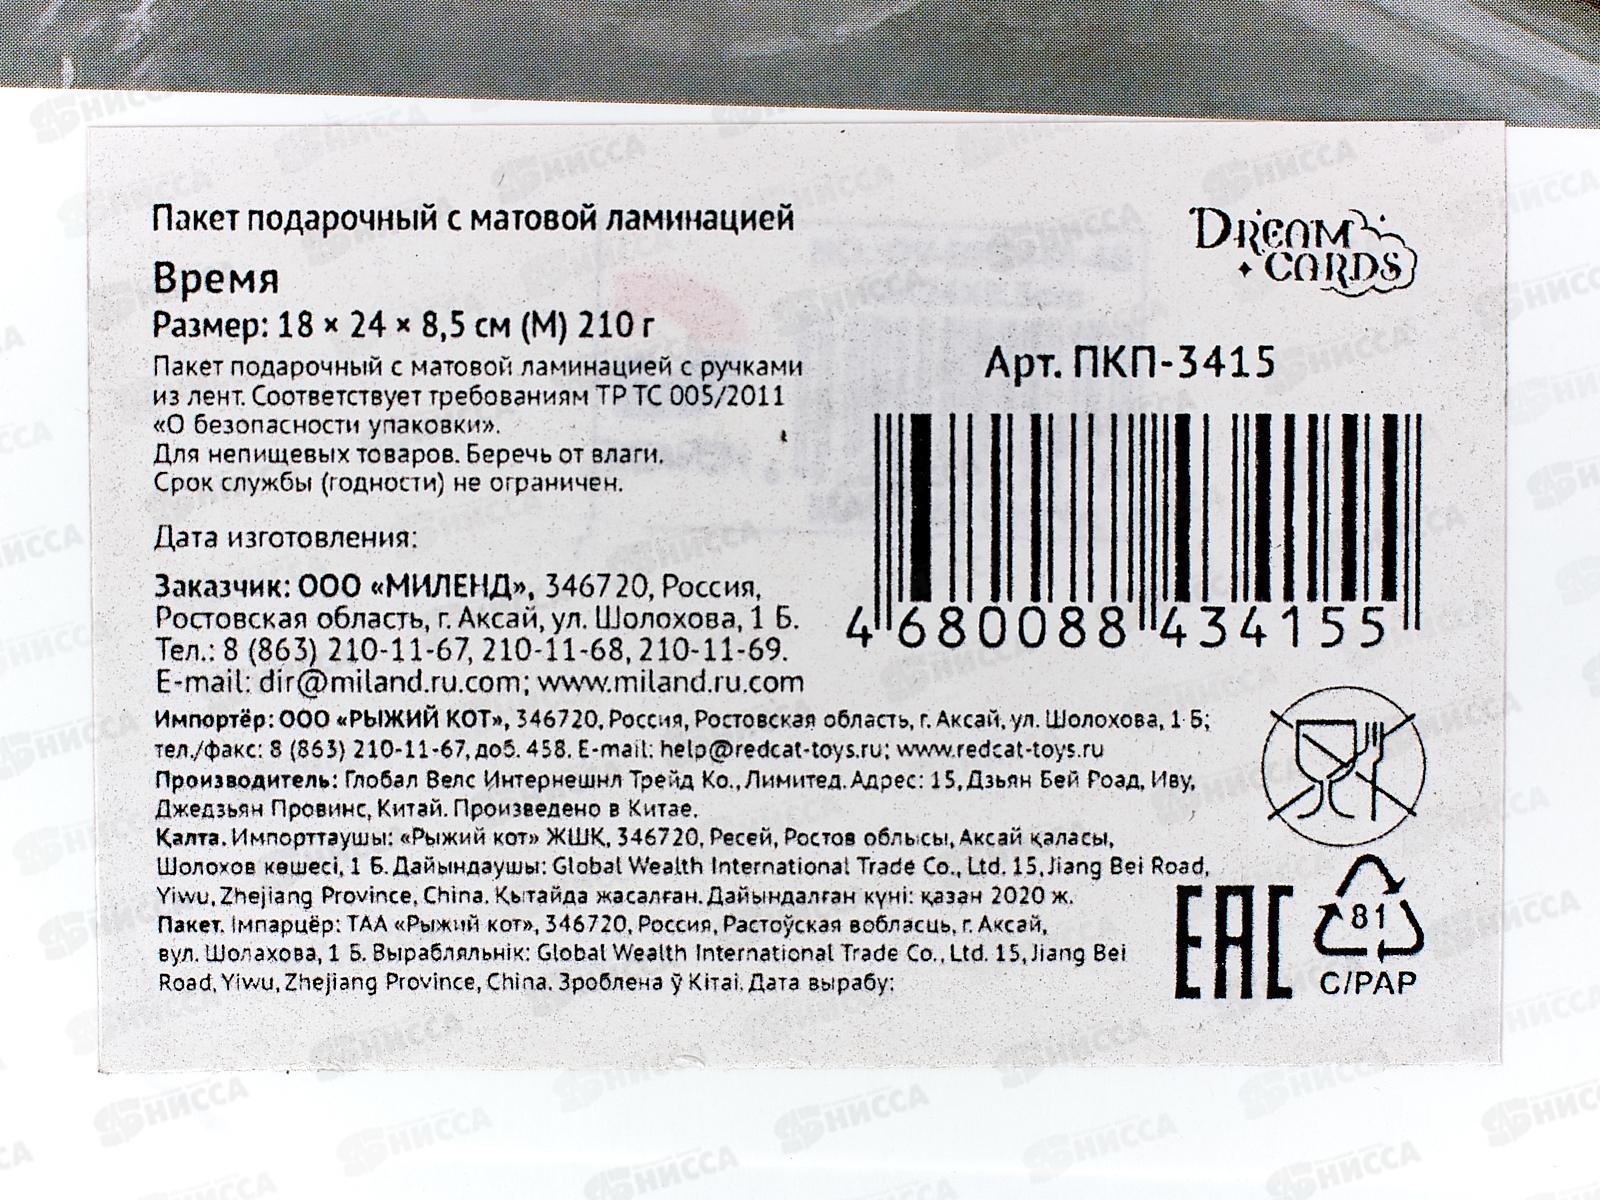 Пакет подарочный с матовой ламинацией
Время
Размер: 18 × 24 × 8,5 см (М) 210 г
Пакет подарочный с матовой ламинацией с ручками
из лент. Соответствует требованиям ТР ТС 005/2011
«О безопасности упаковки».
Для непищевых товаров. Беречь от влаги.
Срок службы (годности) не ограничен.
Дата изготовления:
Заказчик: ООО «МИЛЕНД», 346720, Россия,
Ростовская область, г. Аксай, ул. Шолохова, 1 Б.
Тел.: 8 (863) 210-11-67, 210-11-68, 210-11-69.
E-mail: dir@miland.ru.com; www.miland.ru.com
Импортёр: ООО «РЫЖИЙ КОТ», 346720, Россия, Ростовская область, г. Аксай, ул. Шолохова, 1 Б;
тел./факс: 8 (863) 210-11-67, доб. 458. E-mail: help@redcat-toys.ru; www.redcat-toys.ru
Производитель: Глобал Велс Интернешнл Трейд Ко., Лимитед. Адрес: 15, Дзьян Бей Роад, Иву,
Джедзьян Провинс, Китай. Произведено в Китае.
Қалта. Импорттаушы: «Рыжий кот» ЖШҚ, 346720, Ресей, Ростов облысы, Аксай қаласы,
Шолохов көшесі, 1 Б. Дайындаушы: Global Wealth International Trade Co., Ltd. 15, Jiang Bei Road,
Yiwu, Zhejiang Province, China. Қытайда жасалған. Дайындалған күні: қазан 2020 ж.
Пакет. Імпарцёр: ТАА «Рыжий кот», 346720, Россия, Растоўская вобласць, г. Аксай,
вул. Шолахова, 1 Б. Вырабляльнік: Global Wealth International Trade Co., Ltd. 15, Jiang Bei
Road, Yiwu, Zhejiang Province, China. Зроблена ў Кітаі. Дата вырабу:
DREAM
CARDS
Арт. ПКП-3415
4 680088 434155
EAC
81
C/PAP
НИССА